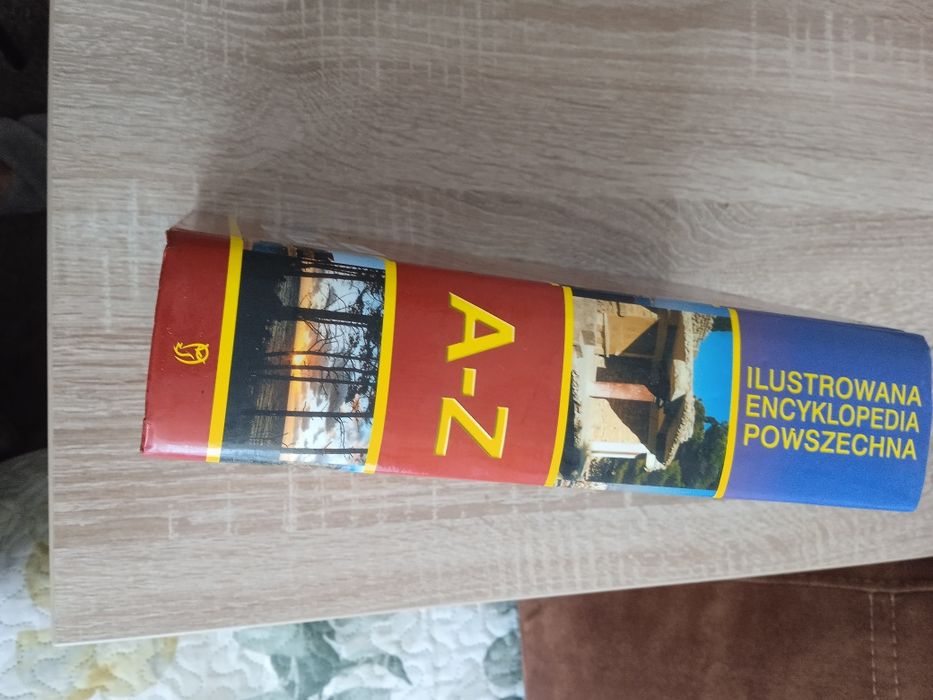 ILUSTROWANA
ENCYKLOPEDIA
POWSZECHNA
A-Z